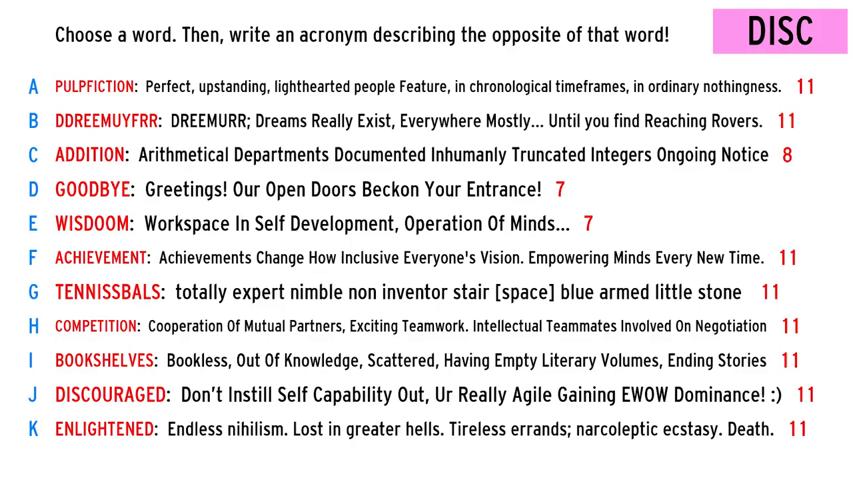 Choose a word. Then, write an acronym describing the opposite of that word! DISC
A PULPFICTION: Perfect, upstanding, lighthearted people Feature, in chronological timeframes, in ordinary nothingness. 11
B DDREEMUYFRR: DREEMURR; Dreams Really Exist, Everywhere Mostly... Until you find Reaching Rovers. 11
C ADDITION: Arithmetical Departments Documented Inhumanly Truncated Integers Ongoing Notice 8
D GOODBYE: Greetings! Our Open Doors Beckon Your Entrance! 7
E WISDOOM: Workspace In Self Development, Operation Of Minds... 7
F ACHIEVEMENT: Achievements Change How Inclusive Everyone's Vision. Empowering Minds Every New Time. 11
G TENNISSBALS: totally expert nimble non inventor stair [space] blue armed little stone 11
H COMPETITION: Cooperation Of Mutual Partners, Exciting Teamwork. Intellectual Teammates Involved On Negotiation 11
I BOOKSHELVES: Bookless, Out Of Knowledge, Scattered, Having Empty Literary Volumes, Ending Stories 11
J DISCOURAGED: Don't Instill Self Capability Out, Ur Really Agile Gaining EWOW Dominance! :) 11
K ENLIGHTENED: Endless nihilism. Lost in greater hells. Tireless errands; narcoleptic ecstasy. Death. 11